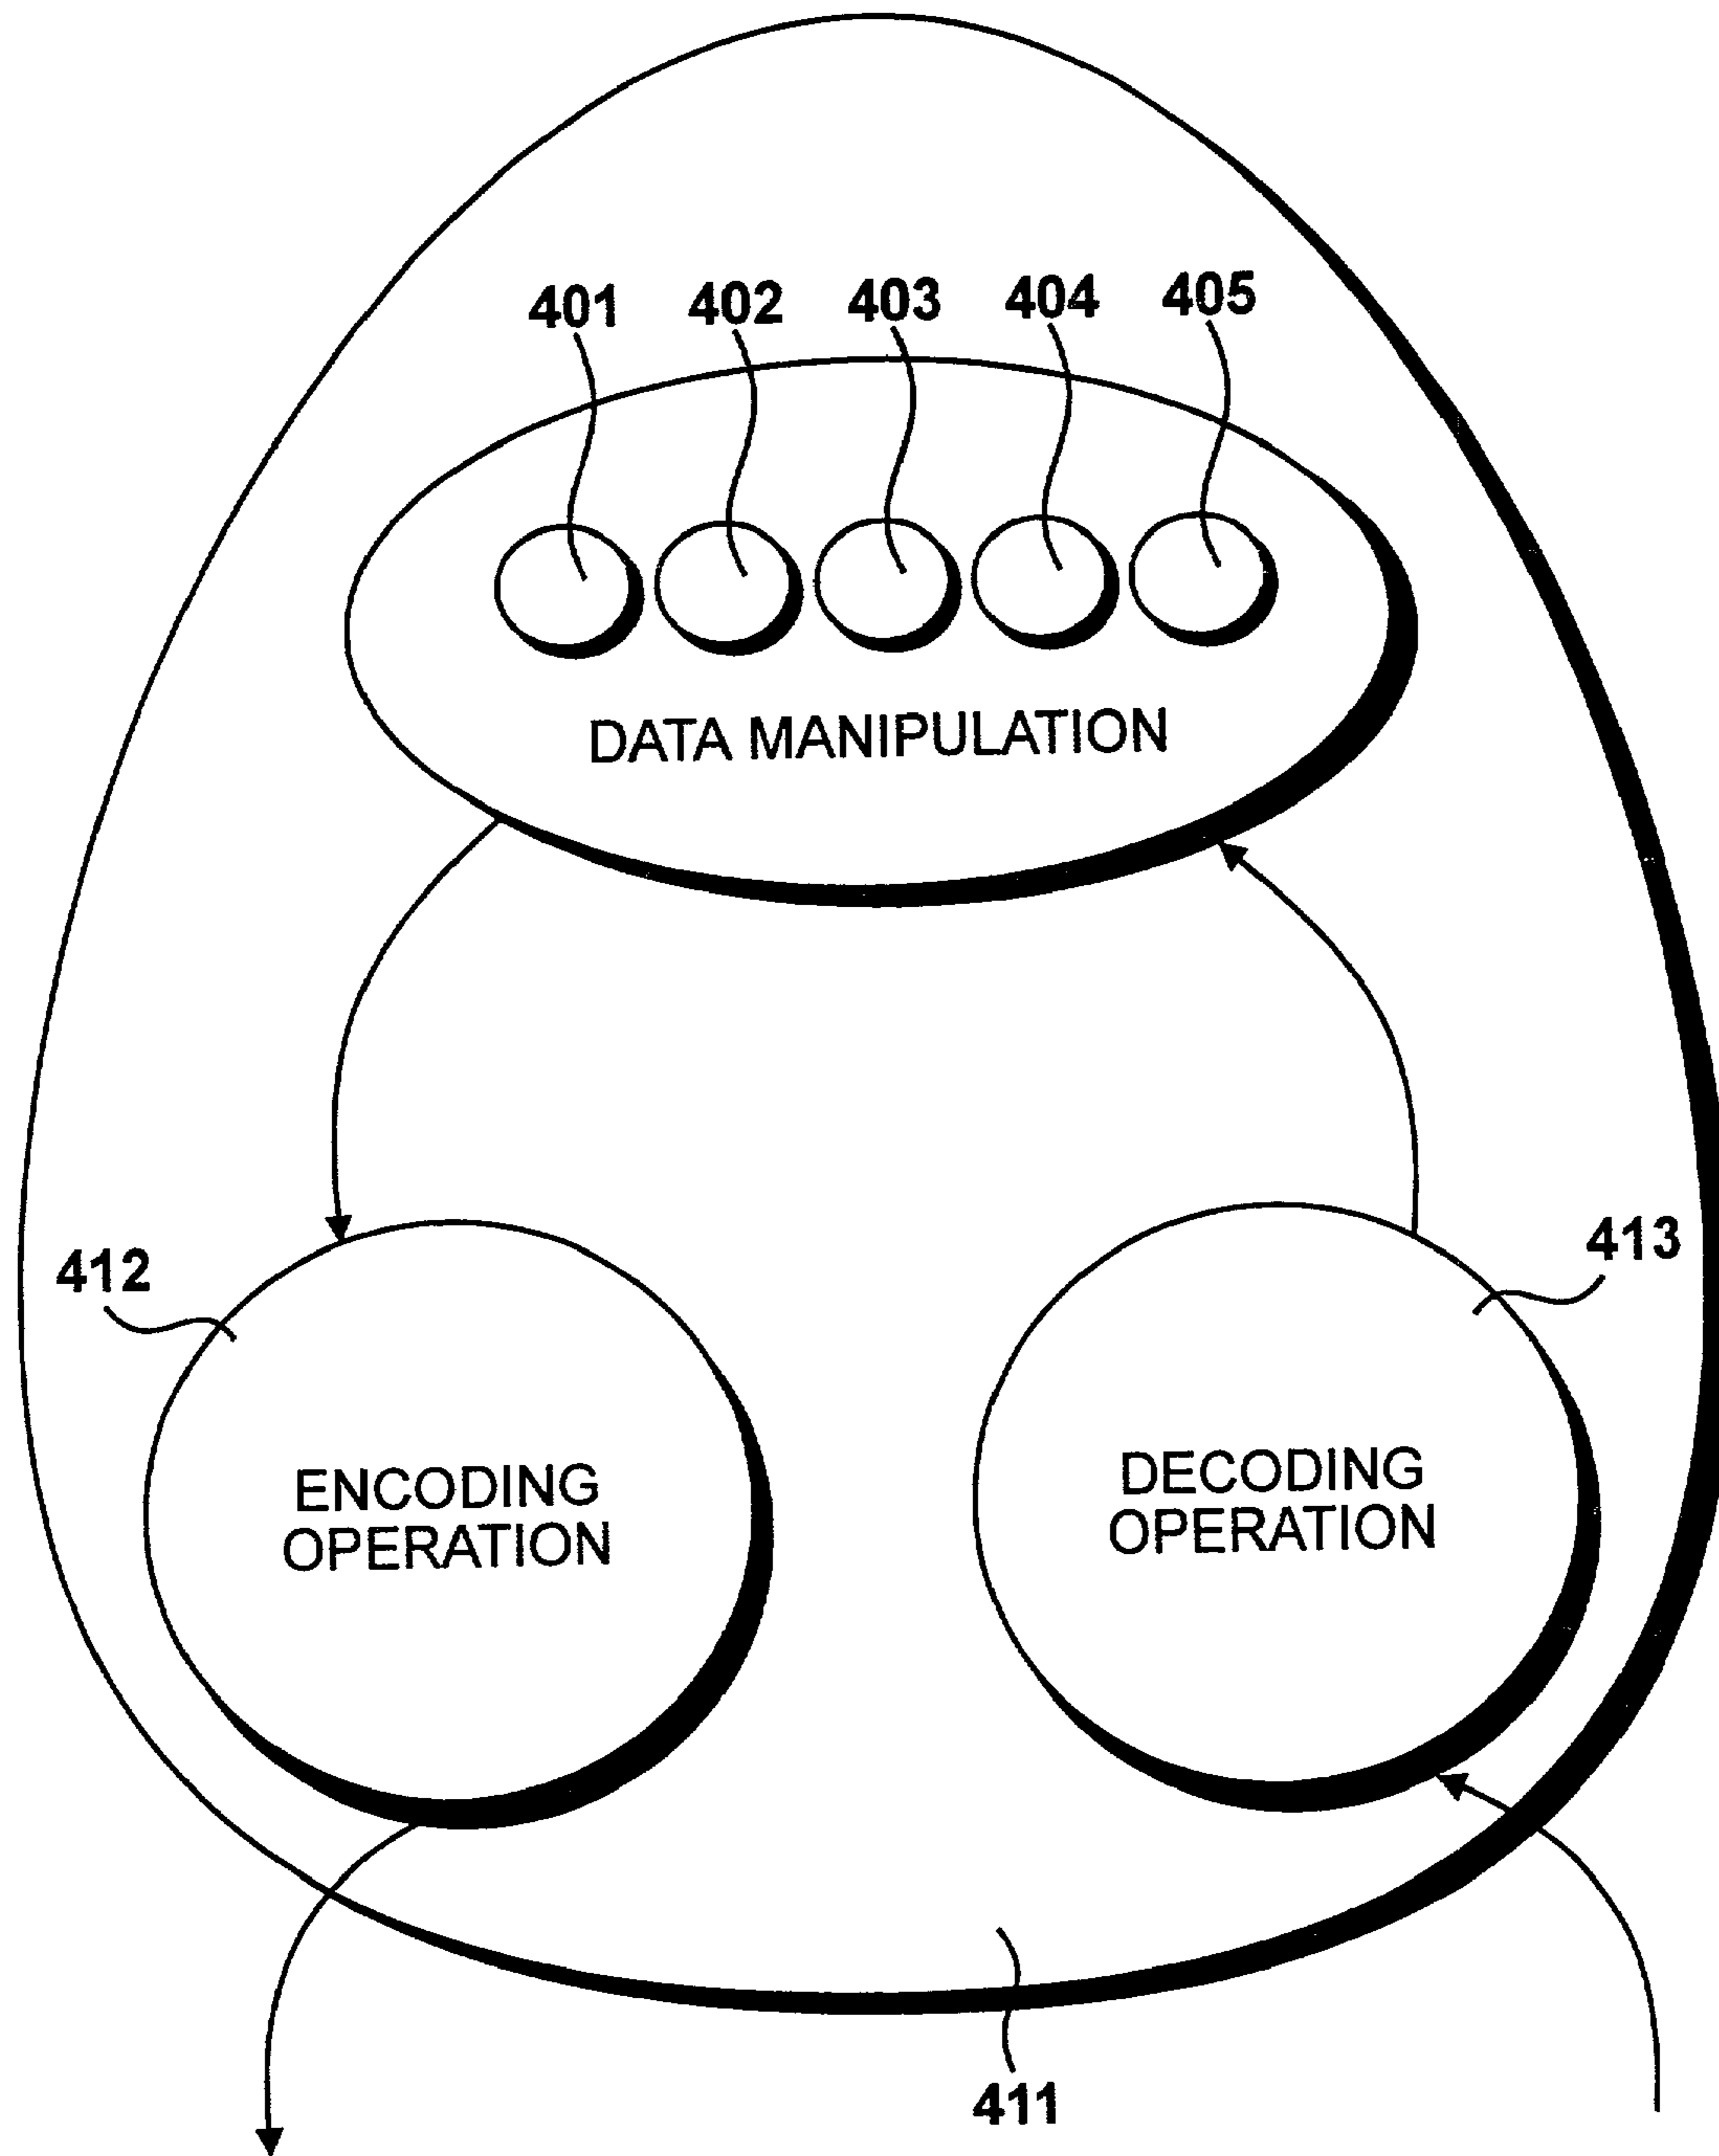 401 402 403 404 405
DATA MANIPULATION
412
413
ENCODING
OPERATION
DECODING
OPERATION
411